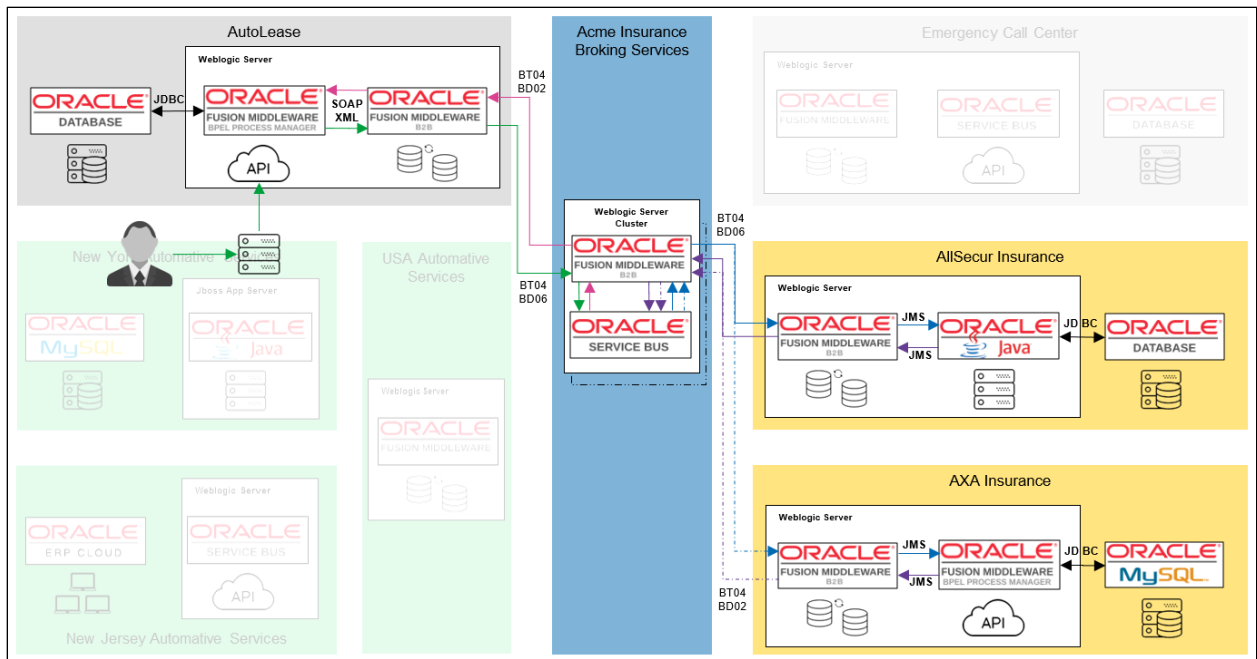 AutoLease
Weblogic Server
ORACLE
DATABASE
JDBC
ORACLE
FUSION MIDDLEWARE
BPEL PROCESS MANAGER
SOAP
XML
ORACLE
FUSION MIDDLEWARE
B2B
API
BT04
BD02
New York Automative
Jboss App Server
ORACLE
MySQL
ORACLE
Java
USA Automative
Services
Weblogic Server
ORACLE
FUSION MIDDLEWARE
Weblogic Server
ORACLE
ERP CLOUD
ORACLE
SERVICE BUS
API
New Jersey Automative Services
Acme Insurance
Broking Services
Weblogic Server
Cluster
ORACLE
FUSION MIDDLEWARE
B2B
ORACLE
SERVICE BUS
BT04
BD06
BT04
BD06
Emergency Call Center
Weblogic Server
ORACLE
FUSION MIDDLEWARE
ORACLE
SERVICE BUS
API
ORACLE
DATABASE
AllSecur Insurance
Weblogic Server
ORACLE
FUSION MIDDLEWARE
B2B
JMS
JMS
ORACLE
Java
JDBC
ORACLE
DATABASE
AXA Insurance
Weblogic Server
ORACLE
FUSION MIDDLEWARE
B2B
JMS
JMS
ORACLE
FUSION MIDDLEWARE
BPEL PROCESS MANAGER
API
JDBC
ORACLE
MySQL
BT04
BD02